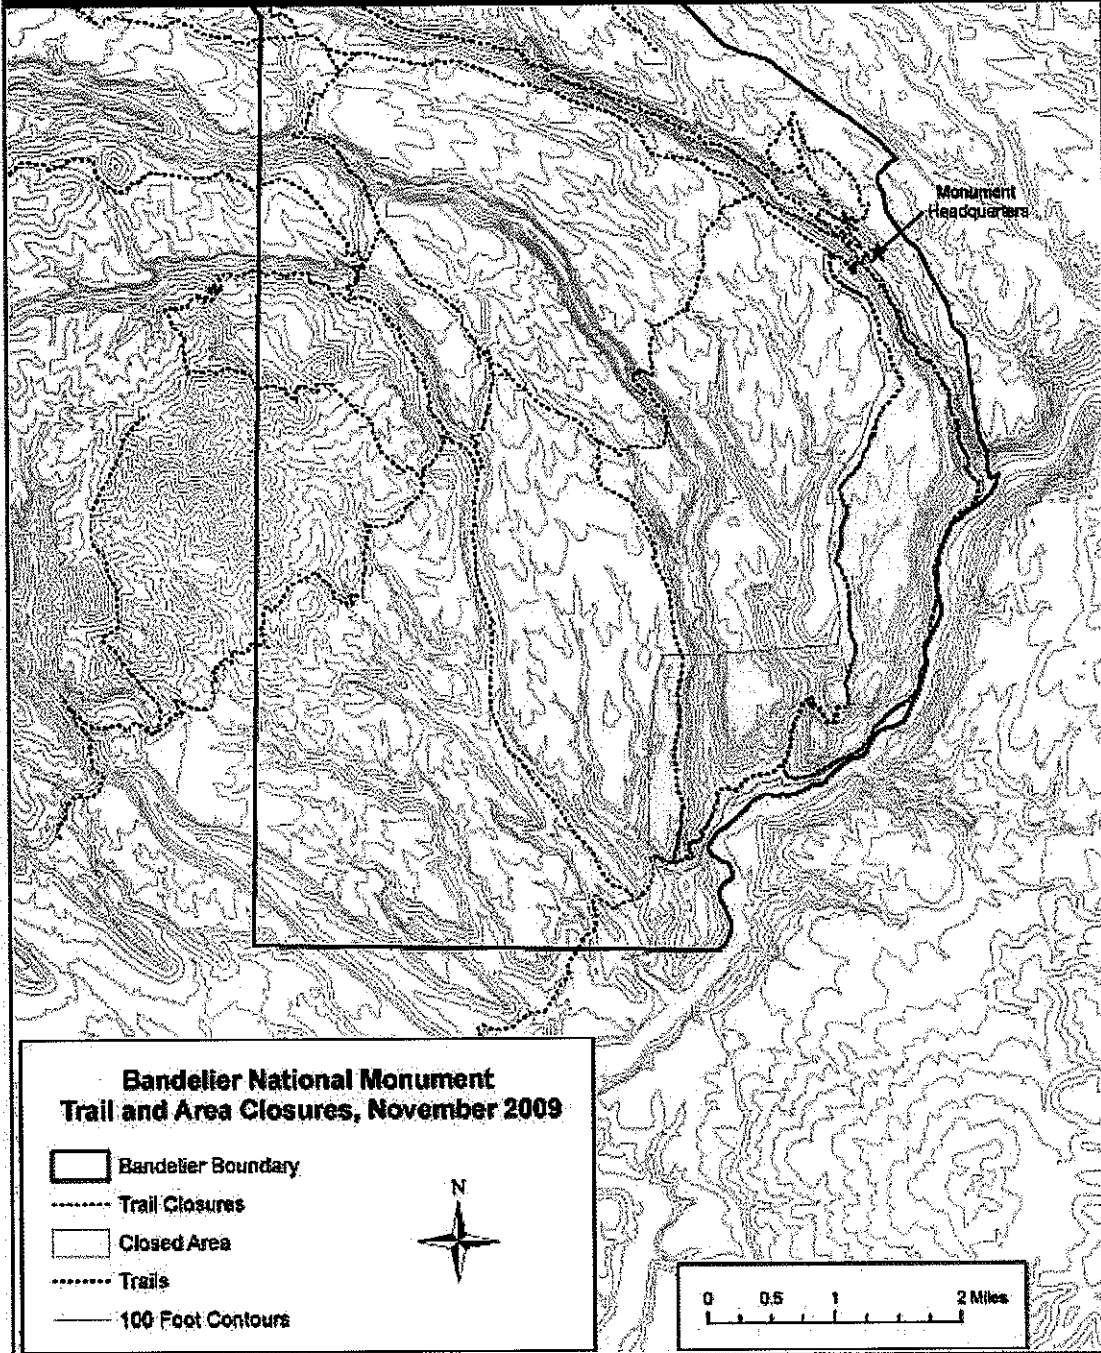 Monument
Headquarters
Bandelier National Monument
Trail and Area Closures, November 2009
Bandelier Boundary
Trail Closures
Closed Area
Trails
100 Foot Contours
N
0 0.5 1 2 Miles